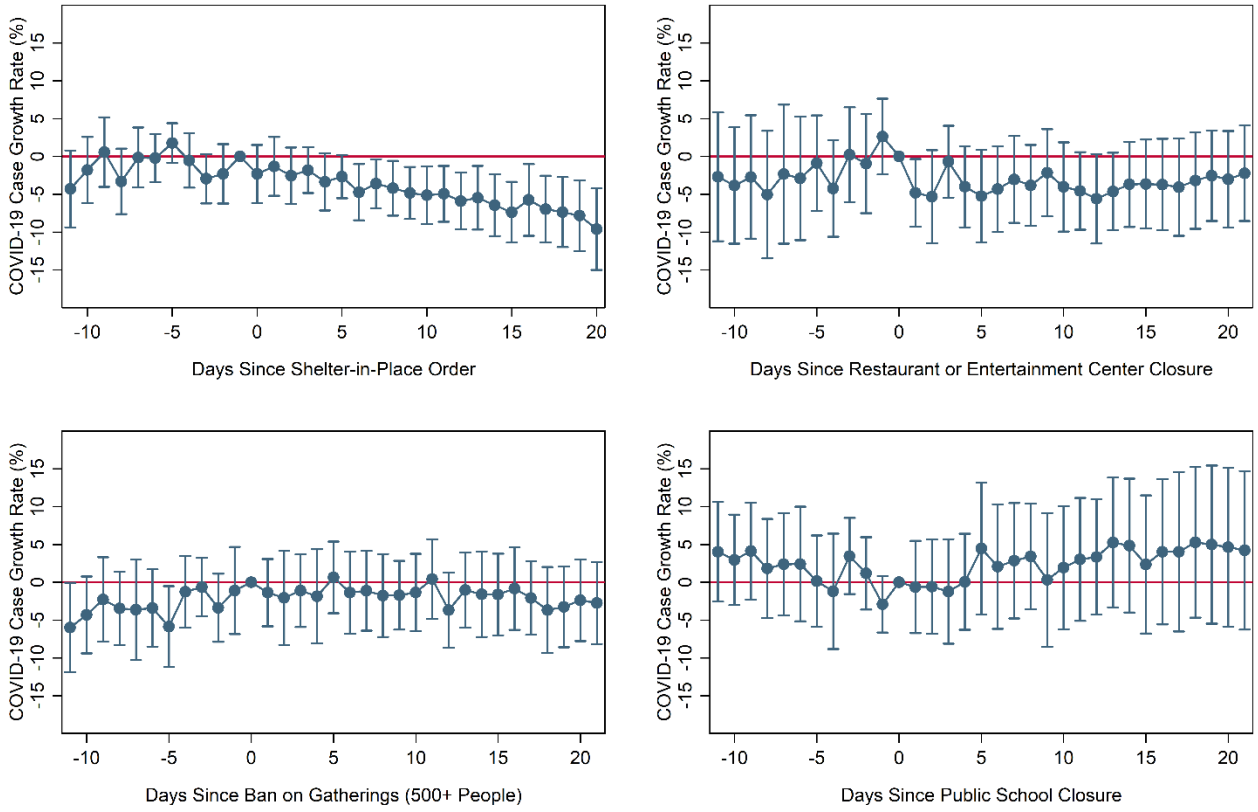 COVID-19 Case Growth Rate (%)
15
10
5
0
-5
-10
-15
-10 -5 0 5 10 15 20
Days Since Shelter-in-Place Order
COVID-19 Case Growth Rate (%)
15
10
5
0
-5
-10
-15
-10 -5 0 5 10 15 20
Days Since Restaurant or Entertainment Center Closure
COVID-19 Case Growth Rate (%)
15
10
5
0
-5
-10
-15
-10 -5 0 5 10 15 20
Days Since Ban on Gatherings (500+ People)
COVID-19 Case Growth Rate (%)
15
10
5
0
-5
-10
-15
-10 -5 0 5 10 15 20
Days Since Public School Closure